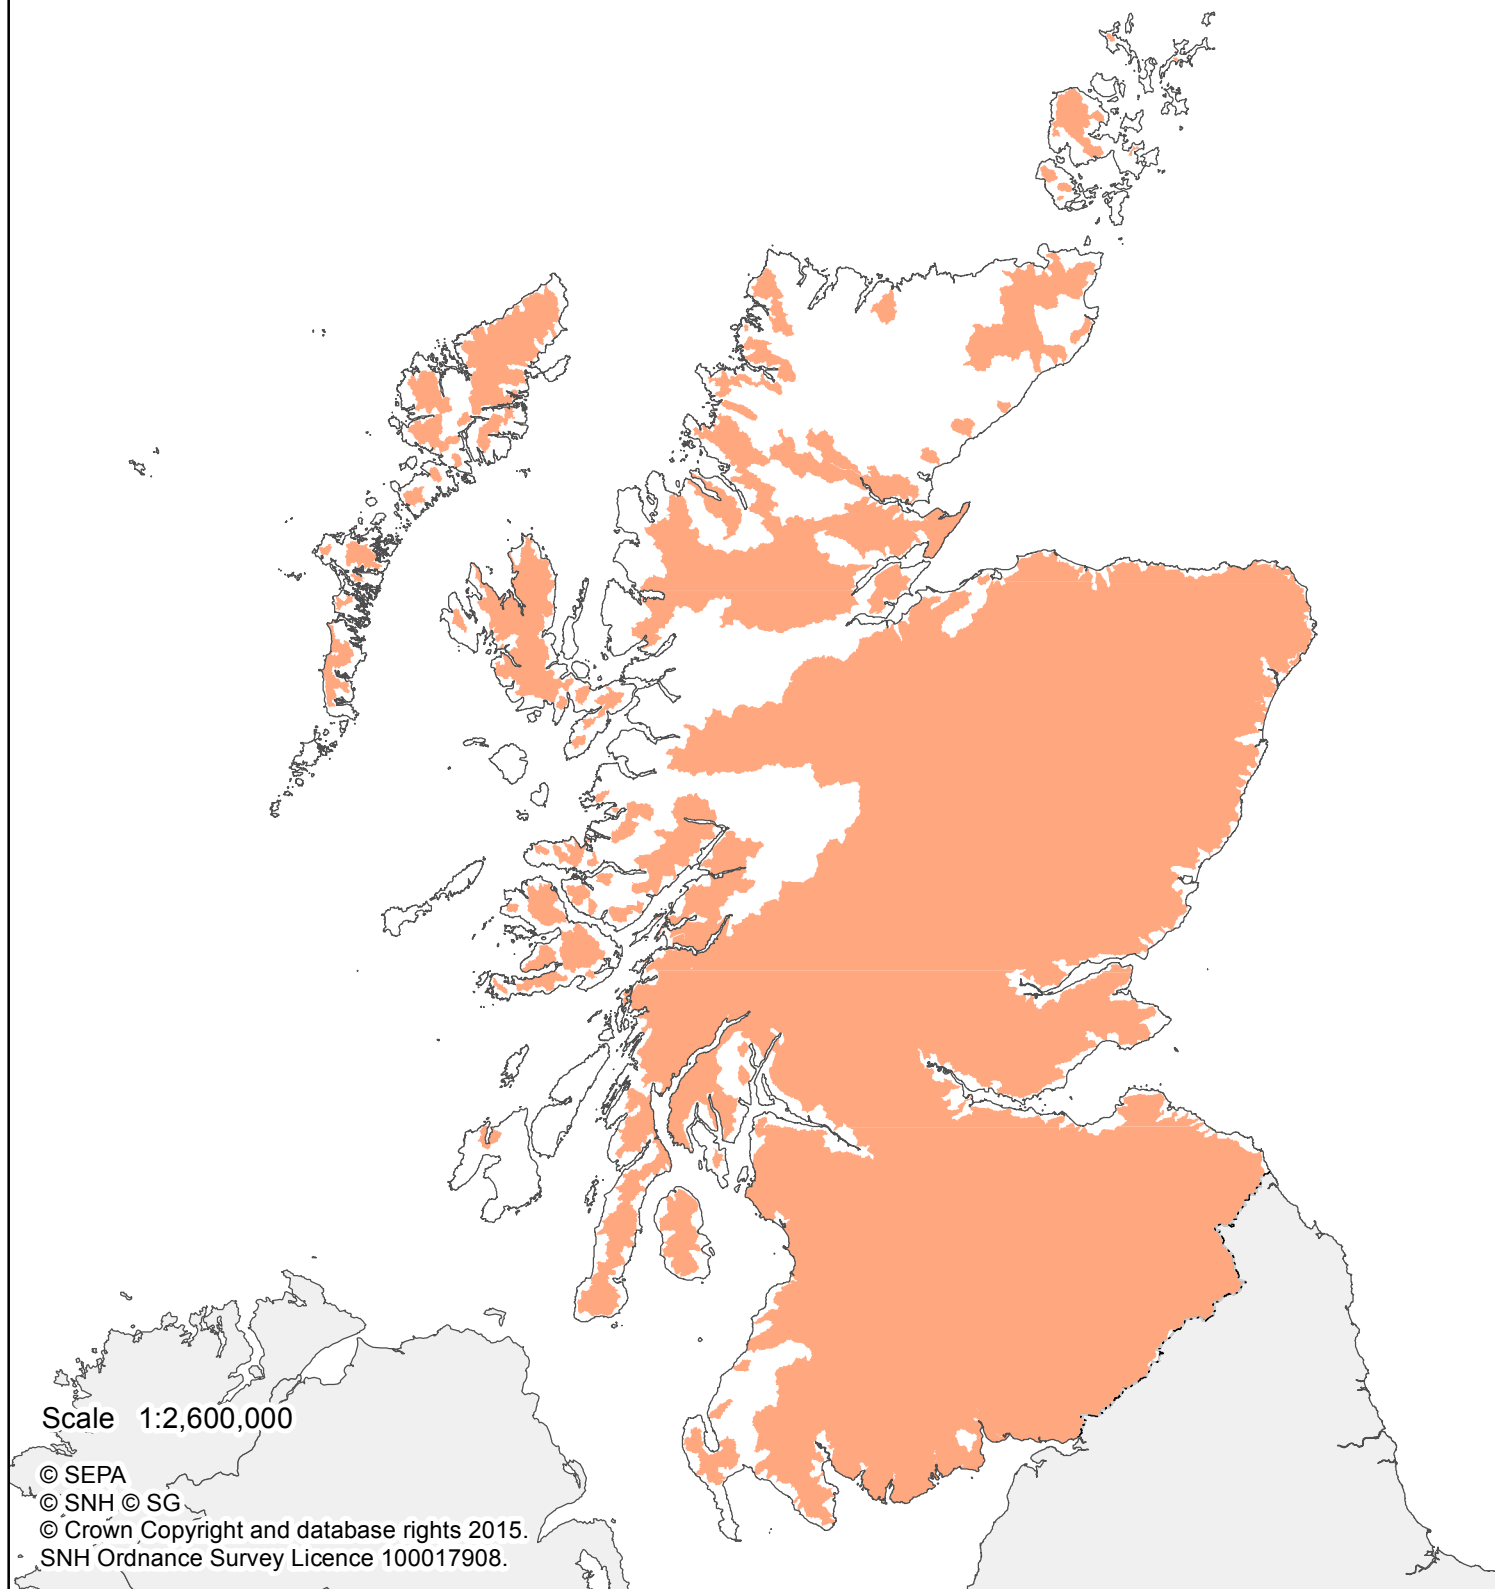 Scale 1:2,600,000
© SEPA
© SNH © SG
© Crown Copyright and database rights 2015.
SNH Ordnance Survey Licence 100017908.